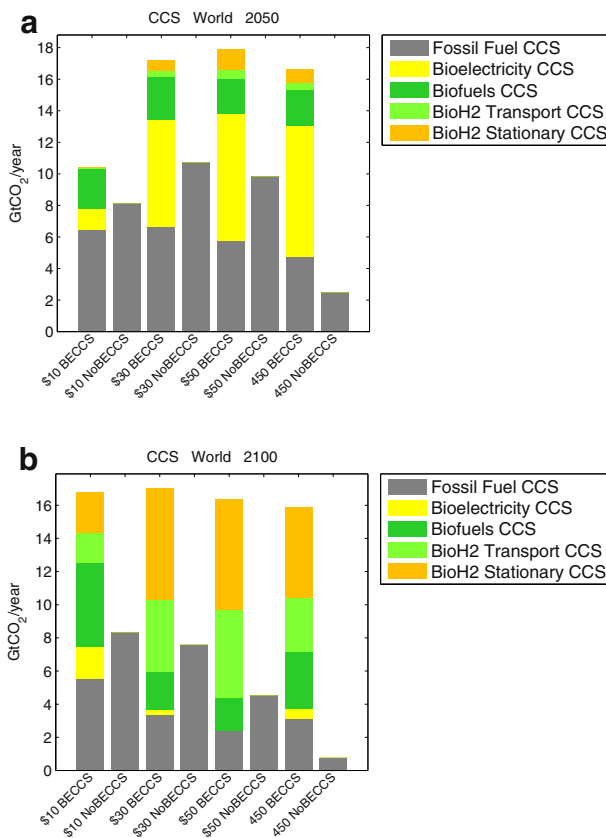 a
CCS World 2050
18
16
14
12
10
8
6
4
2
0
GtCO2/year
$10 BECCS
$10 NoBECCS
$30 BECCS
$30 NoBECCS
$50 BECCS
$50 NoBECCS
450 BECCS
450 NoBECCS
Fossil Fuel CCS
Bioelectricity CCS
Biofuels CCS
BioH2 Transport CCS
BioH2 Stationary CCS
b
CCS World 2100
16
14
12
10
8
6
4
2
0
GtCO2/year
$10 BECCS
$10 NoBECCS
$30 BECCS
$30 NoBECCS
$50 BECCS
$50 NoBECCS
450 BECCS
450 NoBECCS
Fossil Fuel CCS
Bioelectricity CCS
Biofuels CCS
BioH2 Transport CCS
BioH2 Stationary CCS